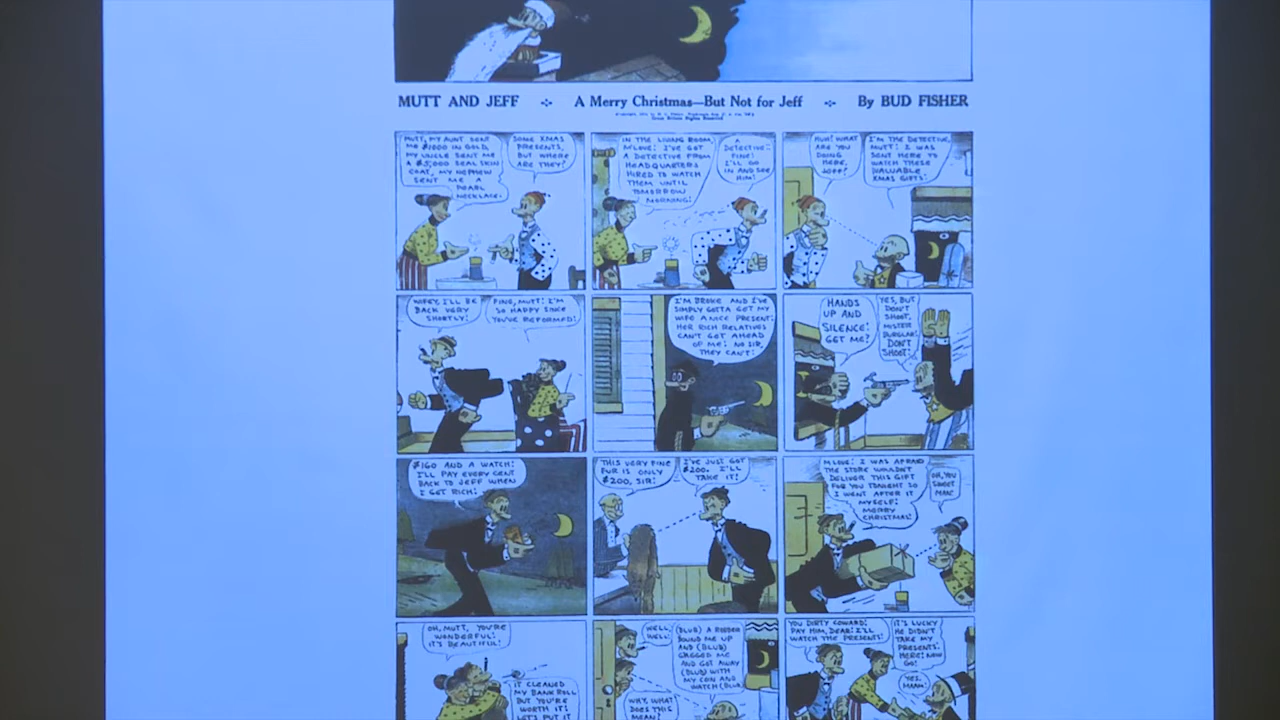 MUTT AND JEFF A Merry Christmas—But Not for Jeff By BUD FISHER
Great Britain Rights Reserved
MUTT, MY AUNT SENT
ME $1000 IN GOLD,
MY UNCLE SENT ME
A $5,000 SEAL SKIN
COAT, MY NEPHEW
SENT ME A
PEARL
NECKLACE!
SOME XMAS
PRESENTS,
BUT WHERE
ARE THEY?
IN THE LIVING ROOM,
M'LOVE! I'VE GOT
A DETECTIVE FROM
HEADQUARTERS
HIRED TO WATCH
THEM UNTIL
TOMORROW
MORNING!
A
DETECTIVE?
FINE!
I'LL GO
IN AND SEE
HIM!
HUH! WHAT
ARE YOU
DOING
HERE,
JEFF?
I'M THE DETECTIVE,
MUTT! I WAS
SENT HERE TO
WATCH THESE
VALUABLE
XMAS GIFTS!
WIFEY, I'LL BE
BACK VERY
SHORTLY!
FINE, MUTT! I'M
SO HAPPY SINCE
YOU'VE REFORMED!
I'M BROKE AND I'VE
SIMPLY GOTTA GET MY
WIFE A NICE PRESENT!
HER RICH RELATIVES
CAN'T GET AHEAD
OF ME! NO SIR,
THEY CAN'T!
HANDS
UP AND
SILENCE!
GET ME?
YES, BUT
DON'T
SHOOT,
MISTER
BURGLAR!
DON'T
SHOOT!
$160 AND A WATCH!
I'LL PAY EVERY CENT
BACK TO JEFF WHEN
I GET RICH!
THIS VERY FINE
FUR IS ONLY
$200, SIR!
I'VE JUST GOT
$200. I'LL
TAKE IT!
M'LOVE! I WAS AFRAID
THE STORE WOULDN'T
DELIVER THIS GIFT
FOR YOU TONIGHT SO
I WENT AFTER IT
MYSELF!
MERRY
CHRISTMAS!
OH, YOU
SWEET
MAN!
OH, MUTT, YOU'RE
WONDERFUL!
IT'S BEAUTIFUL!
IT CLEANED
MY BANK ROLL
BUT YOU'RE
WORTH IT!
LET'S PUT IT
WELL,
WELL!
(BLUB) A ROBBER
BOUND ME UP
AND (BLUB)
GAGGED ME
AND GOT AWAY
(BLUB) WITH
MY COIN AND
WATCH (BLUB)
WHY, WHAT
DOES THIS
MEAN!
YOU DIRTY COWARD!
PAY HIM, DEAR! I'LL
WATCH THE PRESENTS!
IT'S LUCKY
HE DIDN'T
TAKE MY
PRESENTS!
HERE! NOW
GO!
YES,
MAAM!